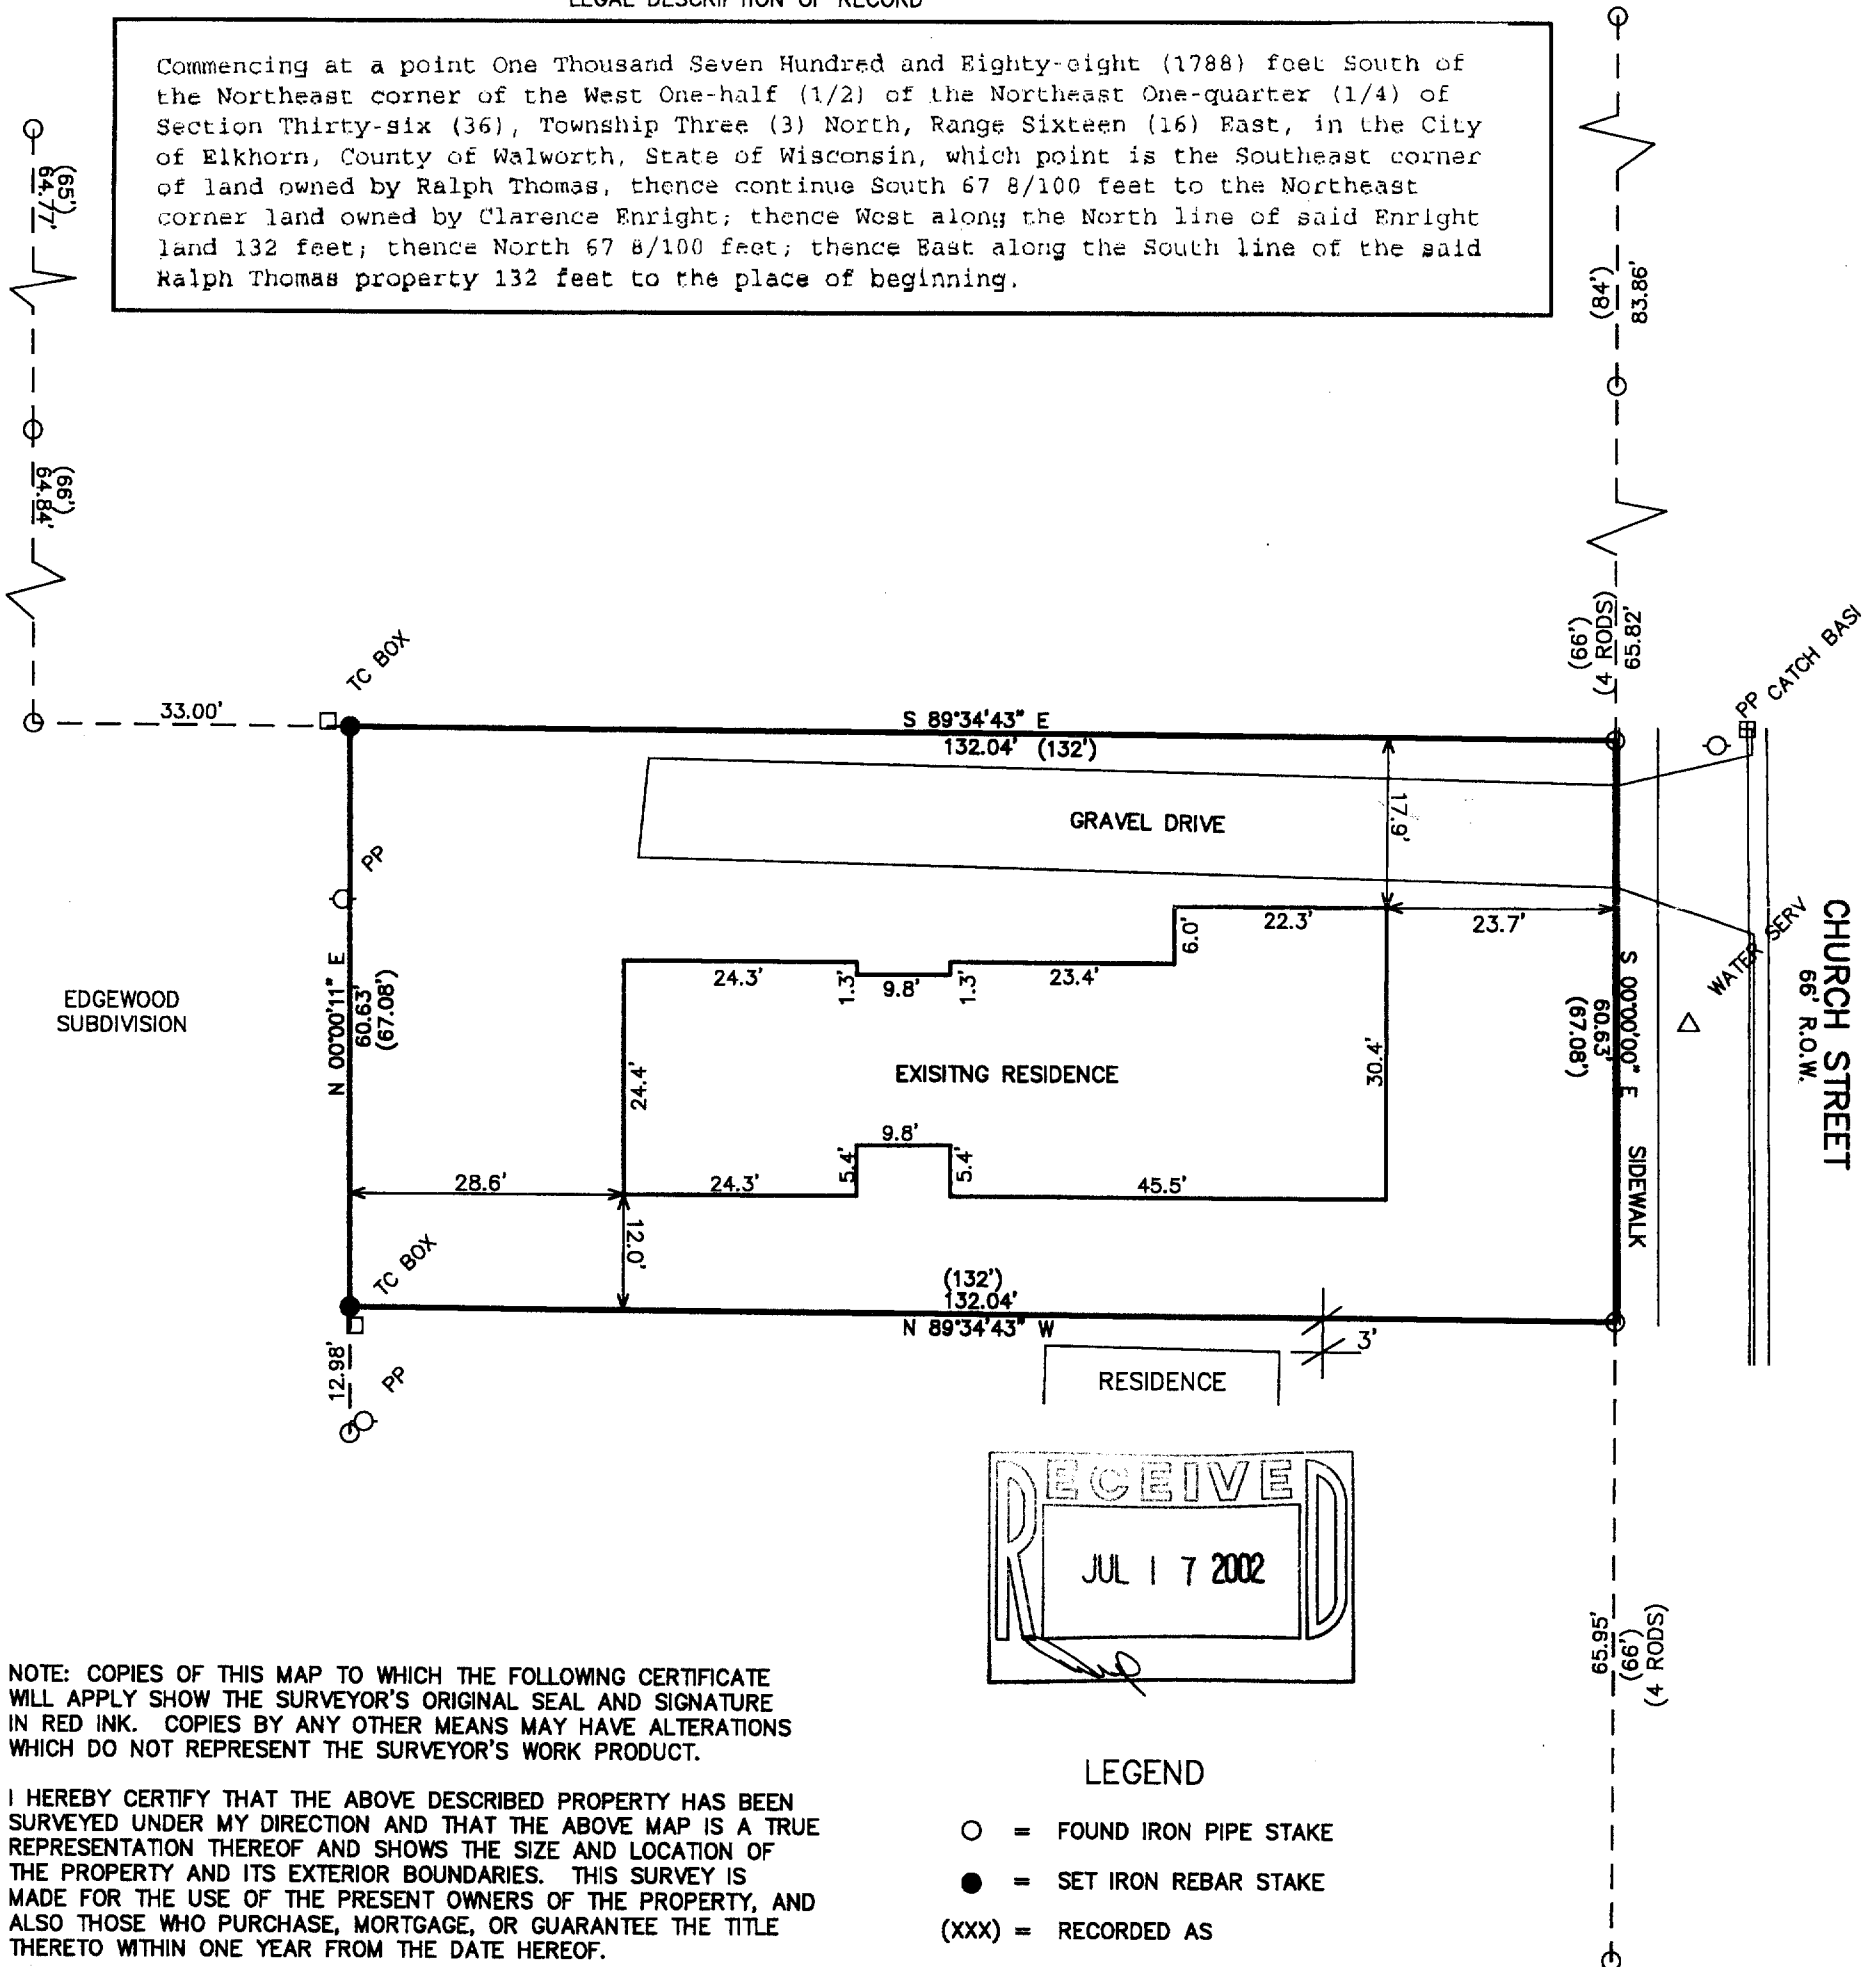 LEGAL DESCRIPTION OF RECORD
Commencing at a point One Thousand Seven Hundred and Eighty-eight (1788) feet South of
the Northeast corner of the West One-half (1/2) of the Northeast One-quarter (1/4) of
Section Thirty-six (36), Township Three (3) North, Range Sixteen (16) East, in the City
of Elkhorn, County of Walworth, State of Wisconsin, which point is the Southeast corner
of land owned by Ralph Thomas, thence continue South 67 8/100 feet to the Northeast
corner land owned by Clarence Enright; thence West along the North line of said Enright
land 132 feet; thence North 67 8/100 feet; thence East along the South line of the said
Ralph Thomas property 132 feet to the place of beginning.
(65')
64.77'
(84')
83.86'
(66')
64.84'
(66')
(4 RODS)
65.82'
TC BOX
PP CATCH BASI
33.00'
S 89°34'43" E
132.04' (132')
17.9'
GRAVEL DRIVE
PP
22.3'
23.7'
6.0'
WATER SERV
CHURCH STREET
66' R.O.W.
24.3'
1.3'
9.8'
1.3'
23.4'
N 00°00'11" E
60.63'
(67.08')
S 00°00'00" E
60.63'
(67.08')
EDGEWOOD
SUBDIVISION
24.4'
EXISITNG RESIDENCE
30.4'
9.8'
5.4'
5.4'
SIDEWALK
28.6'
24.3'
45.5'
12.0'
TC BOX
(132')
132.04'
N 89°34'43" W
3'
12.98'
PP
RESIDENCE
RECEIVED
JUL 17 2002
65.95'
(66')
(4 RODS)
NOTE: COPIES OF THIS MAP TO WHICH THE FOLLOWING CERTIFICATE
WILL APPLY SHOW THE SURVEYOR'S ORIGINAL SEAL AND SIGNATURE
IN RED INK. COPIES BY ANY OTHER MEANS MAY HAVE ALTERATIONS
WHICH DO NOT REPRESENT THE SURVEYOR'S WORK PRODUCT.
I HEREBY CERTIFY THAT THE ABOVE DESCRIBED PROPERTY HAS BEEN
SURVEYED UNDER MY DIRECTION AND THAT THE ABOVE MAP IS A TRUE
REPRESENTATION THEREOF AND SHOWS THE SIZE AND LOCATION OF
THE PROPERTY AND ITS EXTERIOR BOUNDARIES. THIS SURVEY IS
MADE FOR THE USE OF THE PRESENT OWNERS OF THE PROPERTY, AND
ALSO THOSE WHO PURCHASE, MORTGAGE, OR GUARANTEE THE TITLE
THERETO WITHIN ONE YEAR FROM THE DATE HEREOF.
LEGEND
○ = FOUND IRON PIPE STAKE
● = SET IRON REBAR STAKE
(XXX) = RECORDED AS